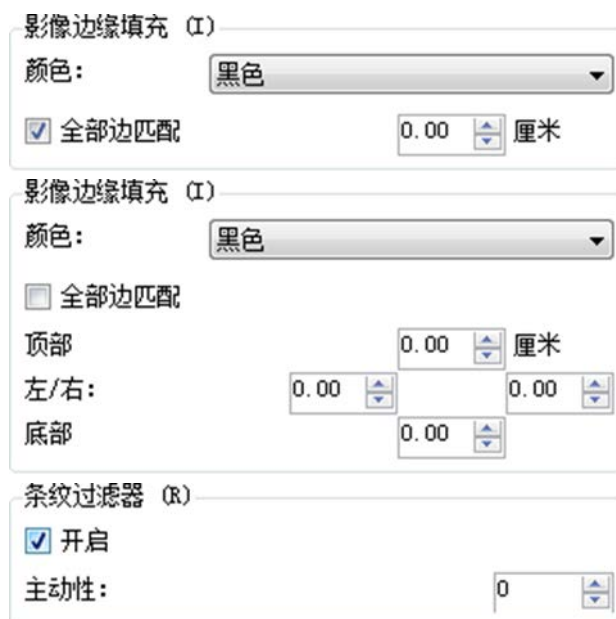 影像边缘填充 (I)
颜色: 黑色
全部边匹配 0.00 厘米
影像边缘填充 (I)
颜色: 黑色
全部边匹配
顶部 0.00 厘米
左/右: 0.00 0.00
底部 0.00
条纹过滤器 (R)
开启
主动性: 0